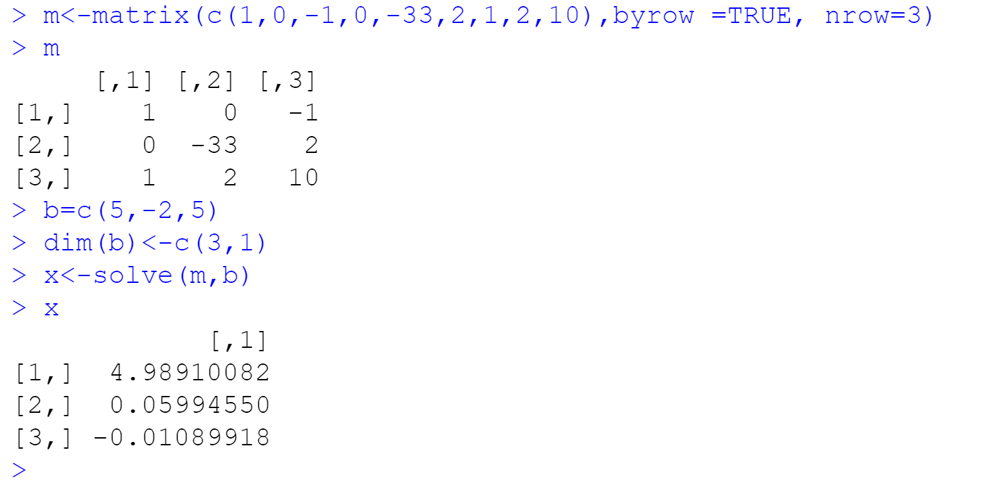 > m<-matrix(c(1,0,-1,0,-33,2,1,2,10),byrow =TRUE, nrow=3)
> m
     [,1] [,2] [,3]
[1,]    1    0   -1
[2,]    0  -33    2
[3,]    1    2   10
> b=c(5,-2,5)
> dim(b)<-c(3,1)
> x<-solve(m,b)
> x
            [,1]
[1,]  4.98910082
[2,]  0.05994550
[3,] -0.01089918
>